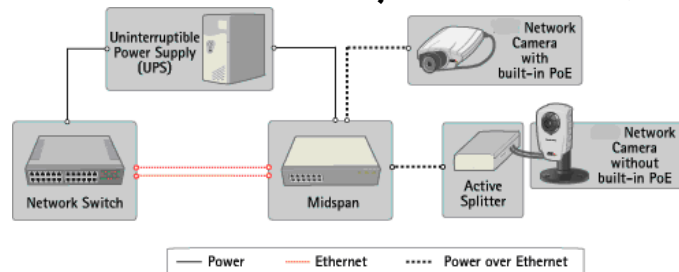 Uninterruptible
Power Supply
(UPS)
Network
Camera
with
built-in PoE
Network Switch
Midspan
Active
Splitter
Network
Camera
without
built-in PoE
Power
Ethernet
Power over Ethernet